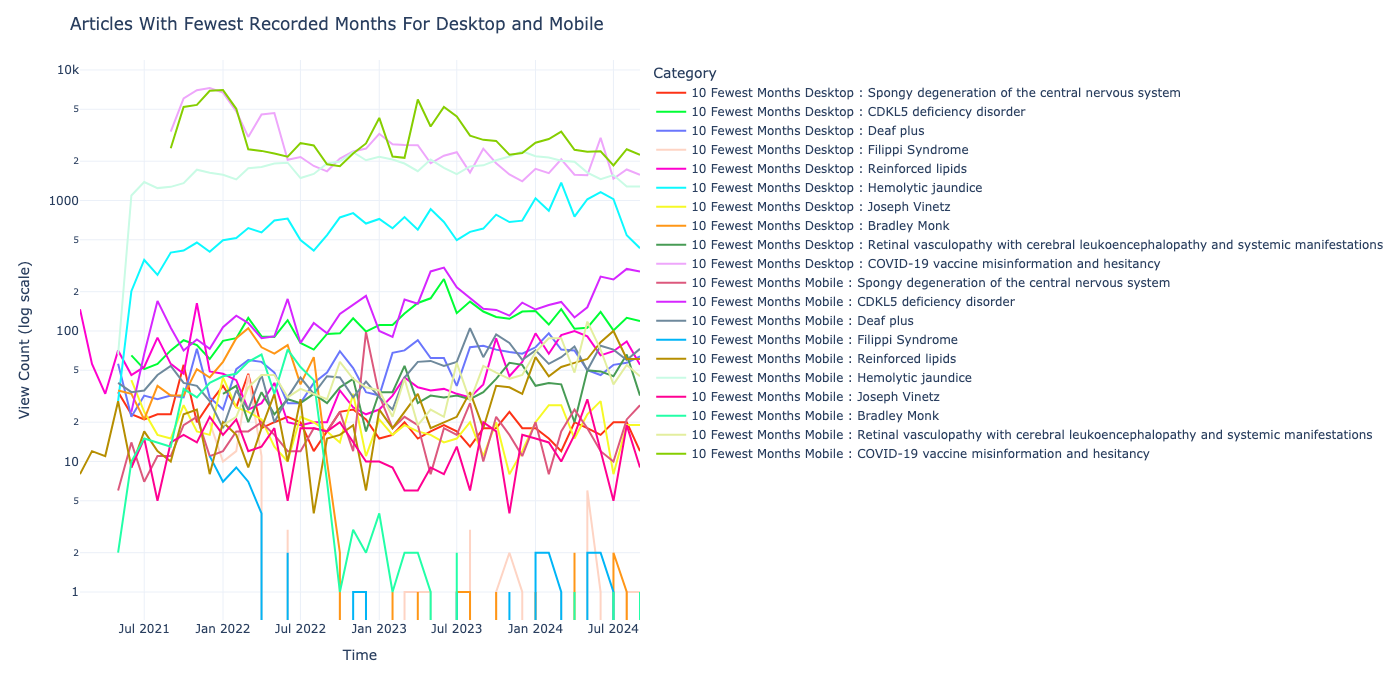 Articles With Fewest Recorded Months For Desktop and Mobile
Category
10 Fewest Months Desktop : Spongy degeneration of the central nervous system
10 Fewest Months Desktop : CDKL5 deficiency disorder
10 Fewest Months Desktop : Deaf plus
10 Fewest Months Desktop : Filippi Syndrome
10 Fewest Months Desktop : Reinforced lipids
10 Fewest Months Desktop : Hemolytic jaundice
10 Fewest Months Desktop : Joseph Vinetz
10 Fewest Months Desktop : Bradley Monk
10 Fewest Months Desktop : Retinal vasculopathy with cerebral leukoencephalopathy and systemic manifestations
10 Fewest Months Desktop : COVID-19 vaccine misinformation and hesitancy
10 Fewest Months Mobile : Spongy degeneration of the central nervous system
10 Fewest Months Mobile : CDKL5 deficiency disorder
10 Fewest Months Mobile : Deaf plus
10 Fewest Months Mobile : Filippi Syndrome
10 Fewest Months Mobile : Reinforced lipids
10 Fewest Months Mobile : Hemolytic jaundice
10 Fewest Months Mobile : Joseph Vinetz
10 Fewest Months Mobile : Bradley Monk
10 Fewest Months Mobile : Retinal vasculopathy with cerebral leukoencephalopathy and systemic manifestations
10 Fewest Months Mobile : COVID-19 vaccine misinformation and hesitancy
View Count (log scale)
10k
5
2
1000
5
2
100
5
2
10
5
2
1
Jul 2021
Jan 2022
Jul 2022
Jan 2023
Jul 2023
Jan 2024
Jul 2024
Time